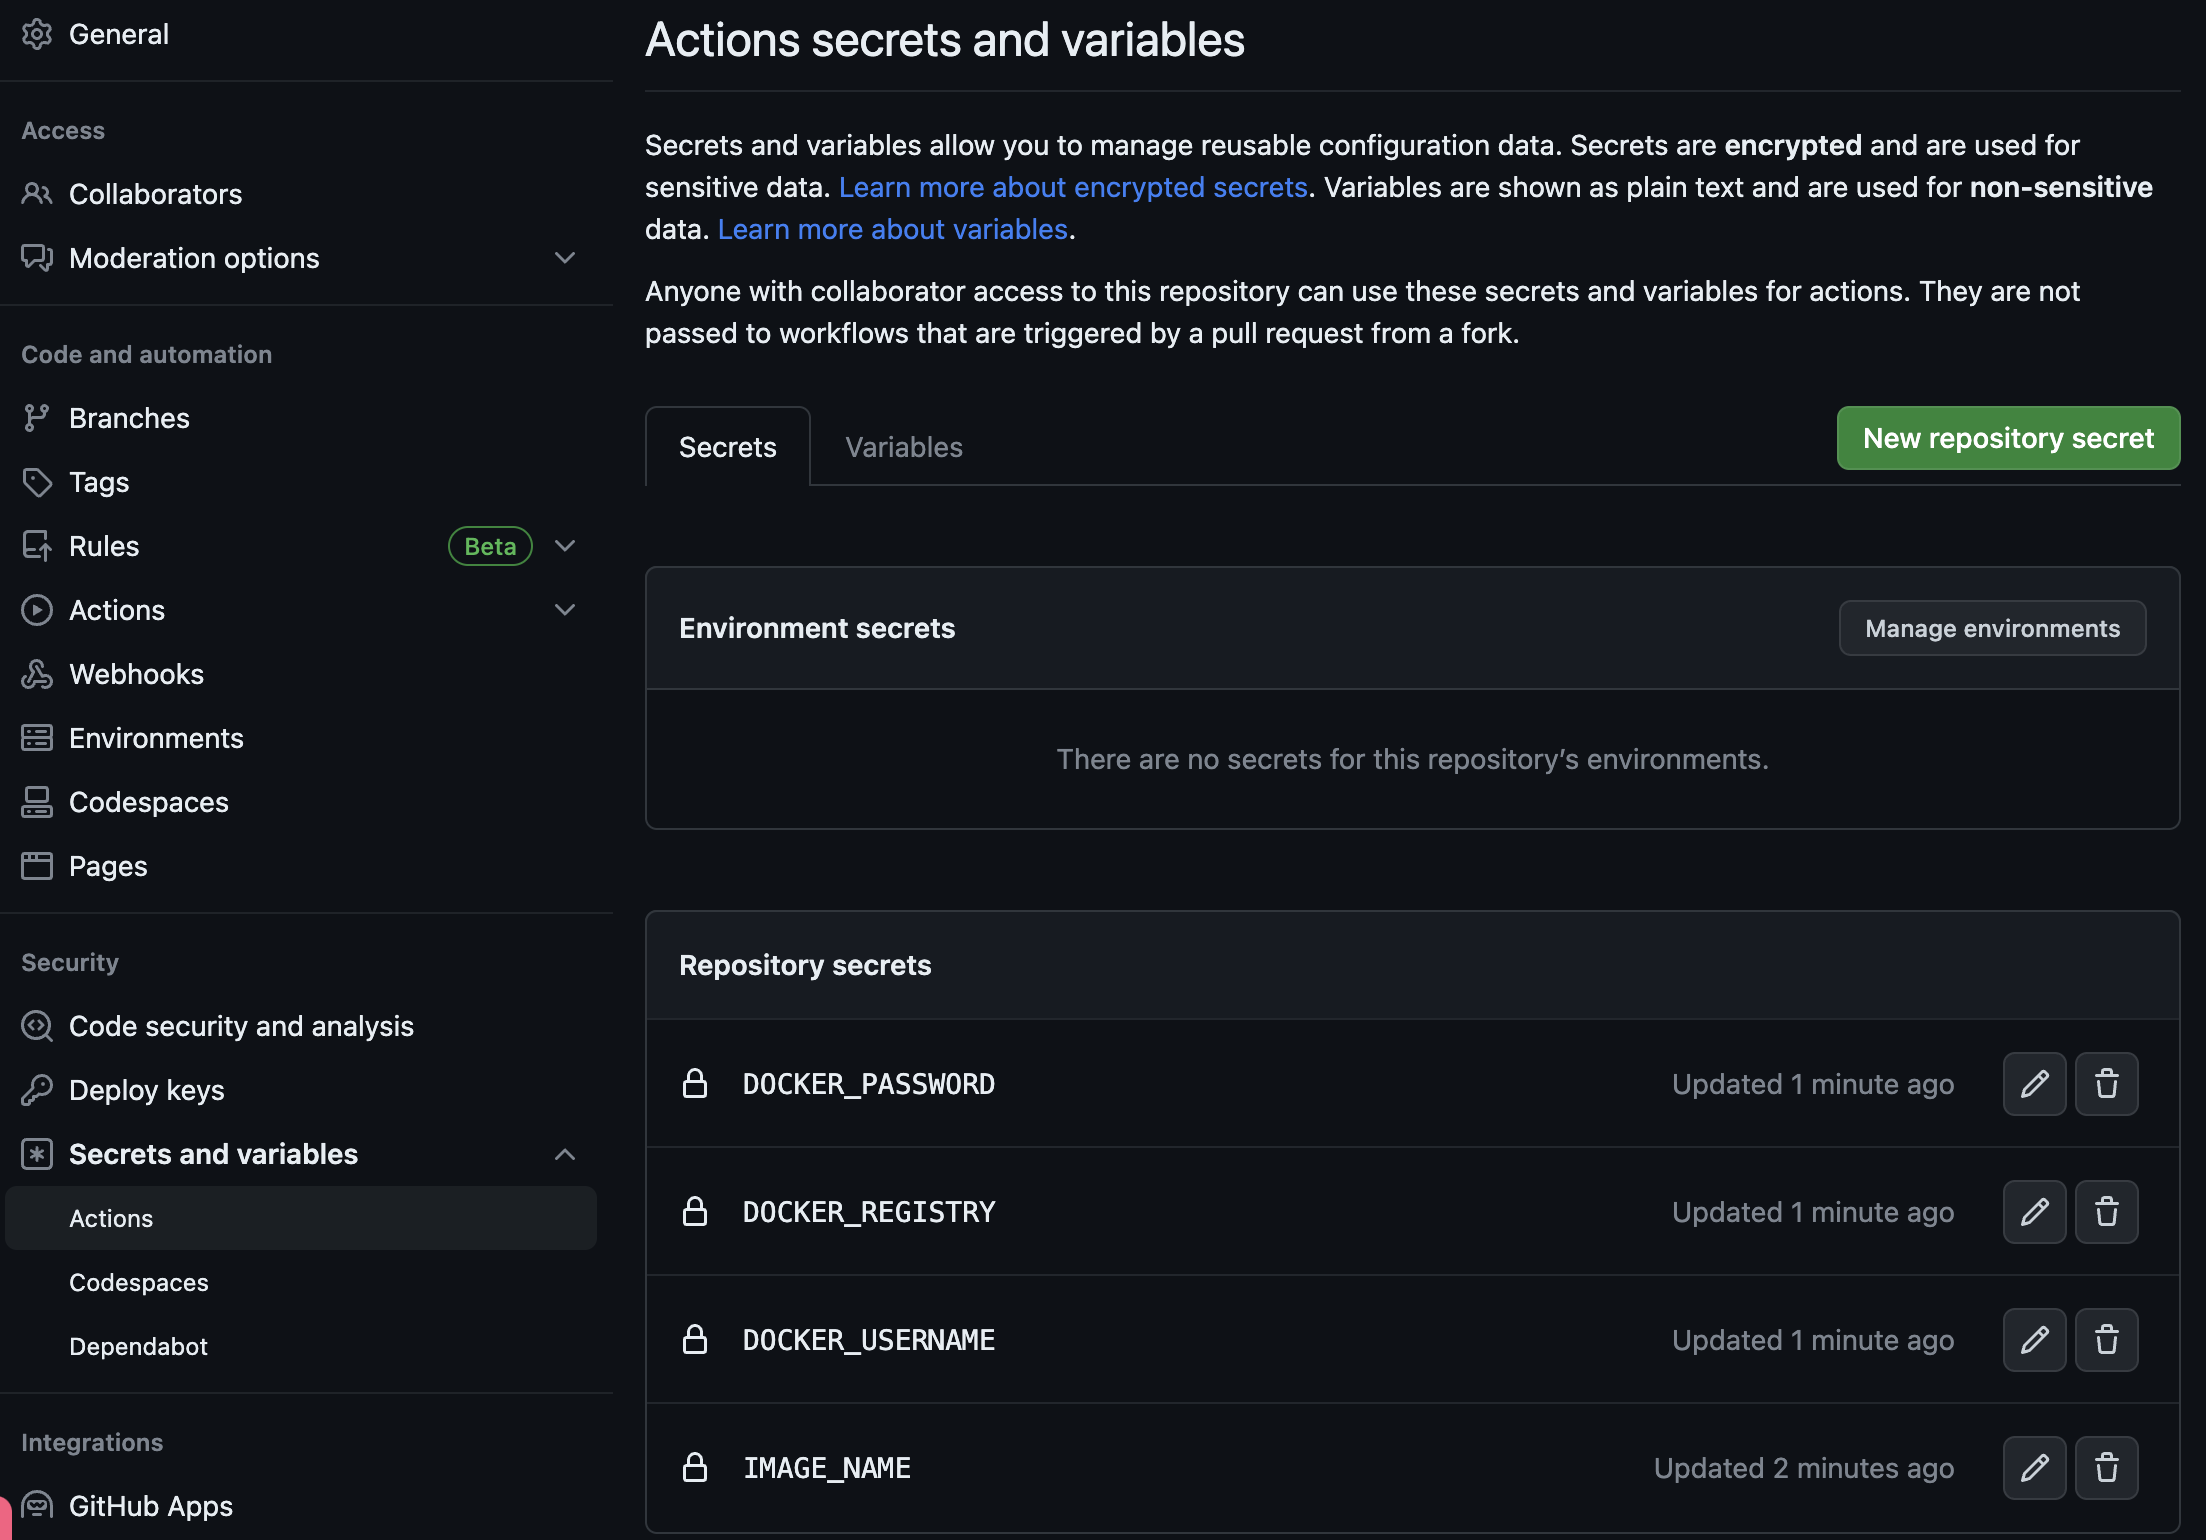 General
Access
Collaborators
Moderation options
Code and automation
Branches
Tags
Rules Beta
Actions
Webhooks
Environments
Codespaces
Pages
Security
Code security and analysis
Deploy keys
Secrets and variables
Actions
Codespaces
Dependabot
Integrations
GitHub Apps
Actions secrets and variables
Secrets and variables allow you to manage reusable configuration data. Secrets are encrypted and are used for
sensitive data. Learn more about encrypted secrets. Variables are shown as plain text and are used for non-sensitive
data. Learn more about variables.
Anyone with collaborator access to this repository can use these secrets and variables for actions. They are not
passed to workflows that are triggered by a pull request from a fork.
Secrets Variables New repository secret
Environment secrets Manage environments
There are no secrets for this repository’s environments.
Repository secrets
DOCKER_PASSWORD Updated 1 minute ago
DOCKER_REGISTRY Updated 1 minute ago
DOCKER_USERNAME Updated 1 minute ago
IMAGE_NAME Updated 2 minutes ago